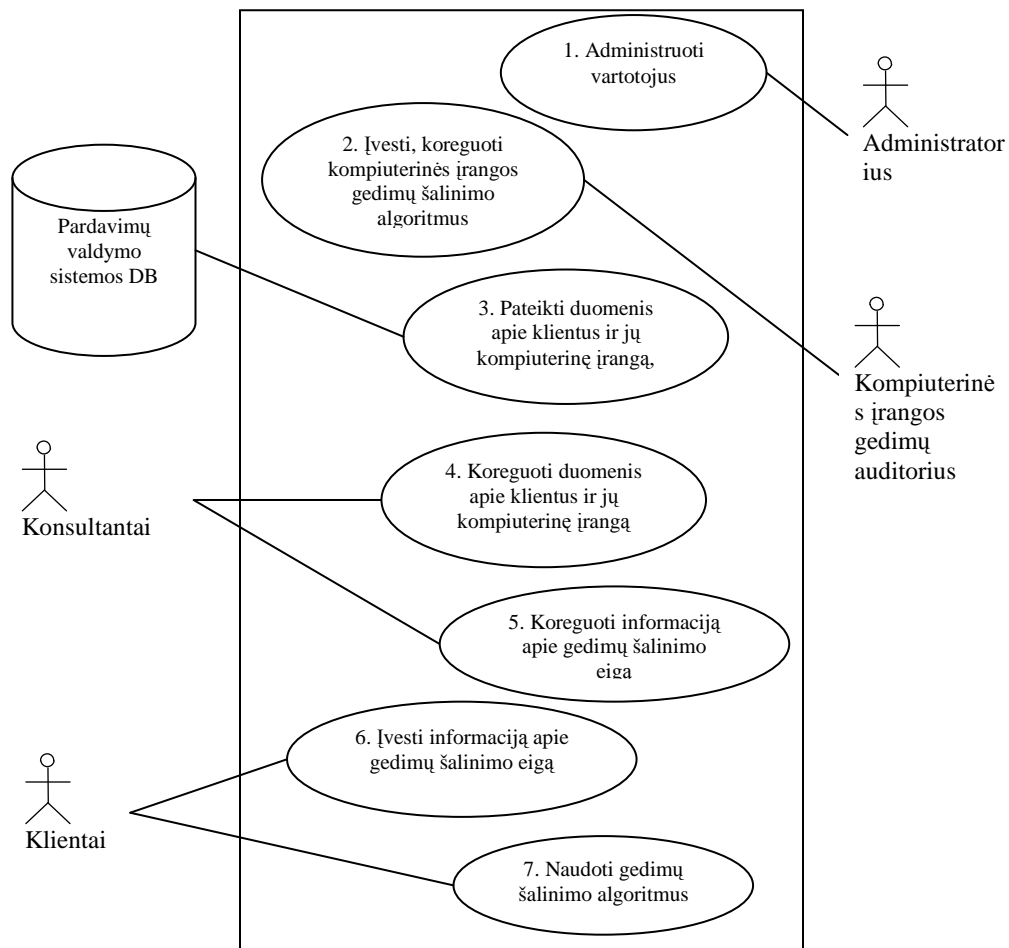 1. Administruoti
vartotojus
Administrator
ius
2. Įvesti, koreguoti
kompiuterinės įrangos
gedimų šalinimo
algoritmus
Pardavimų
valdymo
sistemos DB
3. Pateikti duomenis
apie klientus ir jų
kompiuterinę įrangą,
Kompiuterinė
s įrangos
gedimų
auditorius
Konsultantai
4. Koreguoti duomenis
apie klientus ir jų
kompiuterinę įrangą
5. Koreguoti informaciją
apie gedimų šalinimo
eigą
6. Įvesti informaciją apie
gedimų šalinimo eigą
Klientai
7. Naudoti gedimų
šalinimo algoritmus